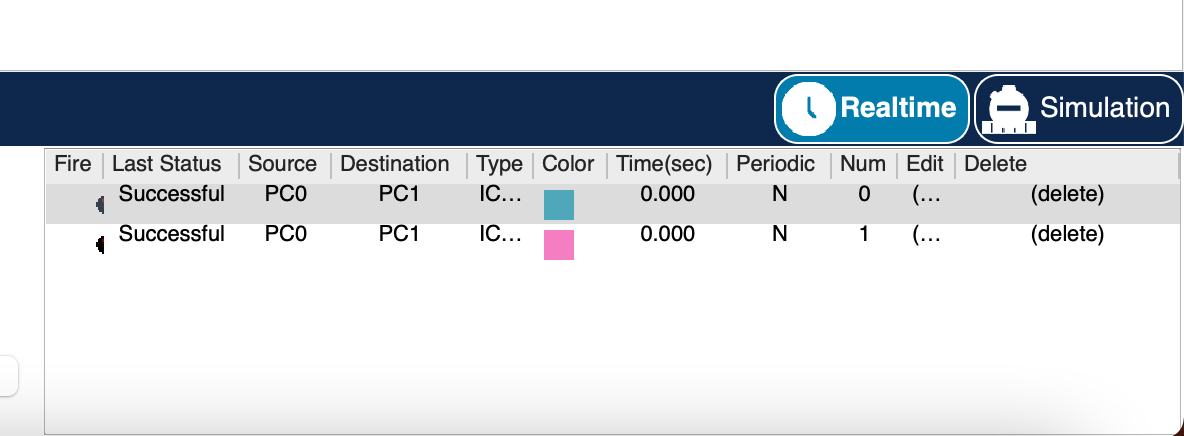 Realtime Simulation
Fire Last Status Source Destination Type Color Time(sec) Periodic Num Edit Delete
Successful PC0 PC1 IC... 0.000 N 0 (... (delete)
Successful PC0 PC1 IC... 0.000 N 1 (... (delete)